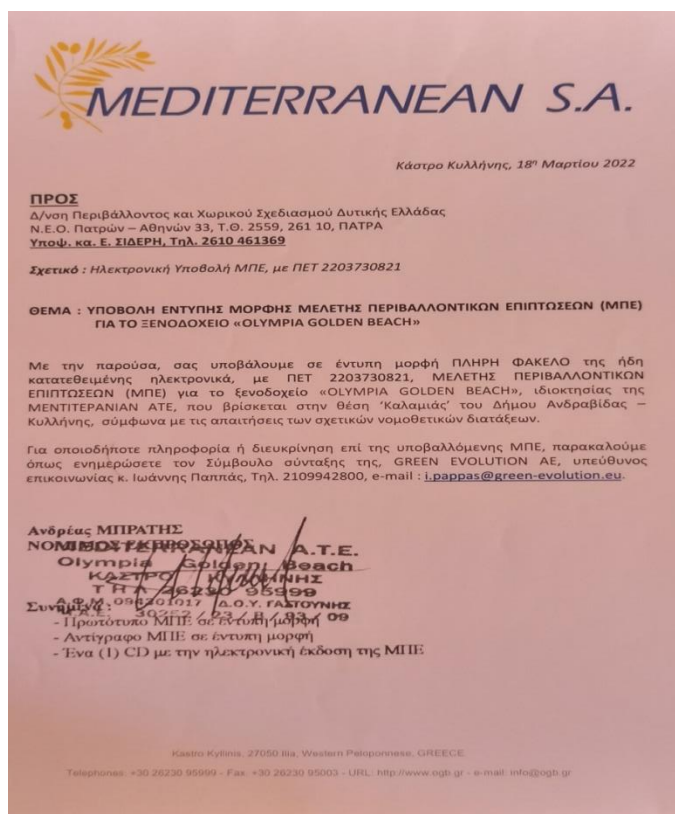 MEDITERRANEAN S.A.
Κάστρο Κυλλήνης, 18η Μαρτίου 2022
ΠΡΟΣ
Δ/νση Περιβάλλοντος και Χωρικού Σχεδιασμού Δυτικής Ελλάδας
Ν.Ε.Ο. Πατρών – Αθηνών 33, Τ.Θ. 2559, 261 10, ΠΑΤΡΑ
Υποψ. κα. Ε. ΣΙΔΕΡΗ, Τηλ. 2610 461369
Σχετικό : Ηλεκτρονική Υποβολή ΜΠΕ, με ΠΕΤ 2203730821
ΘΕΜΑ : ΥΠΟΒΟΛΗ ΕΝΤΥΠΗΣ ΜΟΡΦΗΣ ΜΕΛΕΤΗΣ ΠΕΡΙΒΑΛΛΟΝΤΙΚΩΝ ΕΠΙΠΤΩΣΕΩΝ (ΜΠΕ)
ΓΙΑ ΤΟ ΞΕΝΟΔΟΧΕΙΟ «OLYMPIA GOLDEN BEACH»
Με την παρούσα, σας υποβάλουμε σε έντυπη μορφή ΠΛΗΡΗ ΦΑΚΕΛΟ της ήδη
κατατεθειμένης ηλεκτρονικά, με ΠΕΤ 2203730821, ΜΕΛΕΤΗΣ ΠΕΡΙΒΑΛΛΟΝΤΙΚΩΝ
ΕΠΙΠΤΩΣΕΩΝ (ΜΠΕ) για το ξενοδοχείο «OLYMPIA GOLDEN BEACH», ιδιοκτησίας της
ΜΕΝΤΙΤΕΡΑΝΙΑΝ ΑΤΕ, που βρίσκεται στην θέση 'Καλαμιάς' του Δήμου Ανδραβίδας –
Κυλλήνης, σύμφωνα με τις απαιτήσεις των σχετικών νομοθετικών διατάξεων.
Για οποιοδήποτε πληροφορία ή διευκρίνηση επί της υποβαλλόμενης ΜΠΕ, παρακαλούμε
όπως ενημερώσετε τον Σύμβουλο σύνταξης της, GREEN EVOLUTION ΑΕ, υπεύθυνος
επικοινωνίας κ. Ιωάννης Παππάς, Τηλ. 2109942800, e-mail : i.pappas@green-evolution.eu.
Ανδρέας ΜΠΡΑΤΗΣ
ΝΟΜΙΜΟΣ ΕΚΠΡΟΣΩΠΟΣ
MEDITERRANEAN A.T.E.
Olympia Golden Beach
ΚΑΣΤΡΟ ΚΥΛΛΗΝΗΣ
ΤΗΛ 26230 95999
Α.Φ.Μ. 094201017 Δ.Ο.Υ. ΓΑΣΤΟΥΝΗΣ
Συνημμένα :
- Πρωτότυπο ΜΠΕ σε έντυπη μορφή
- Αντίγραφο ΜΠΕ σε έντυπη μορφή
- Ένα (1) CD με την ηλεκτρονική έκδοση της ΜΠΕ
Kastro Kyllinis, 27050 Ilia, Western Peloponnese, GREECE
Telephones: +30 26230 95999 - Fax: +30 26230 95003 - URL: http://www.ogb.gr - e-mail: info@ogb.gr